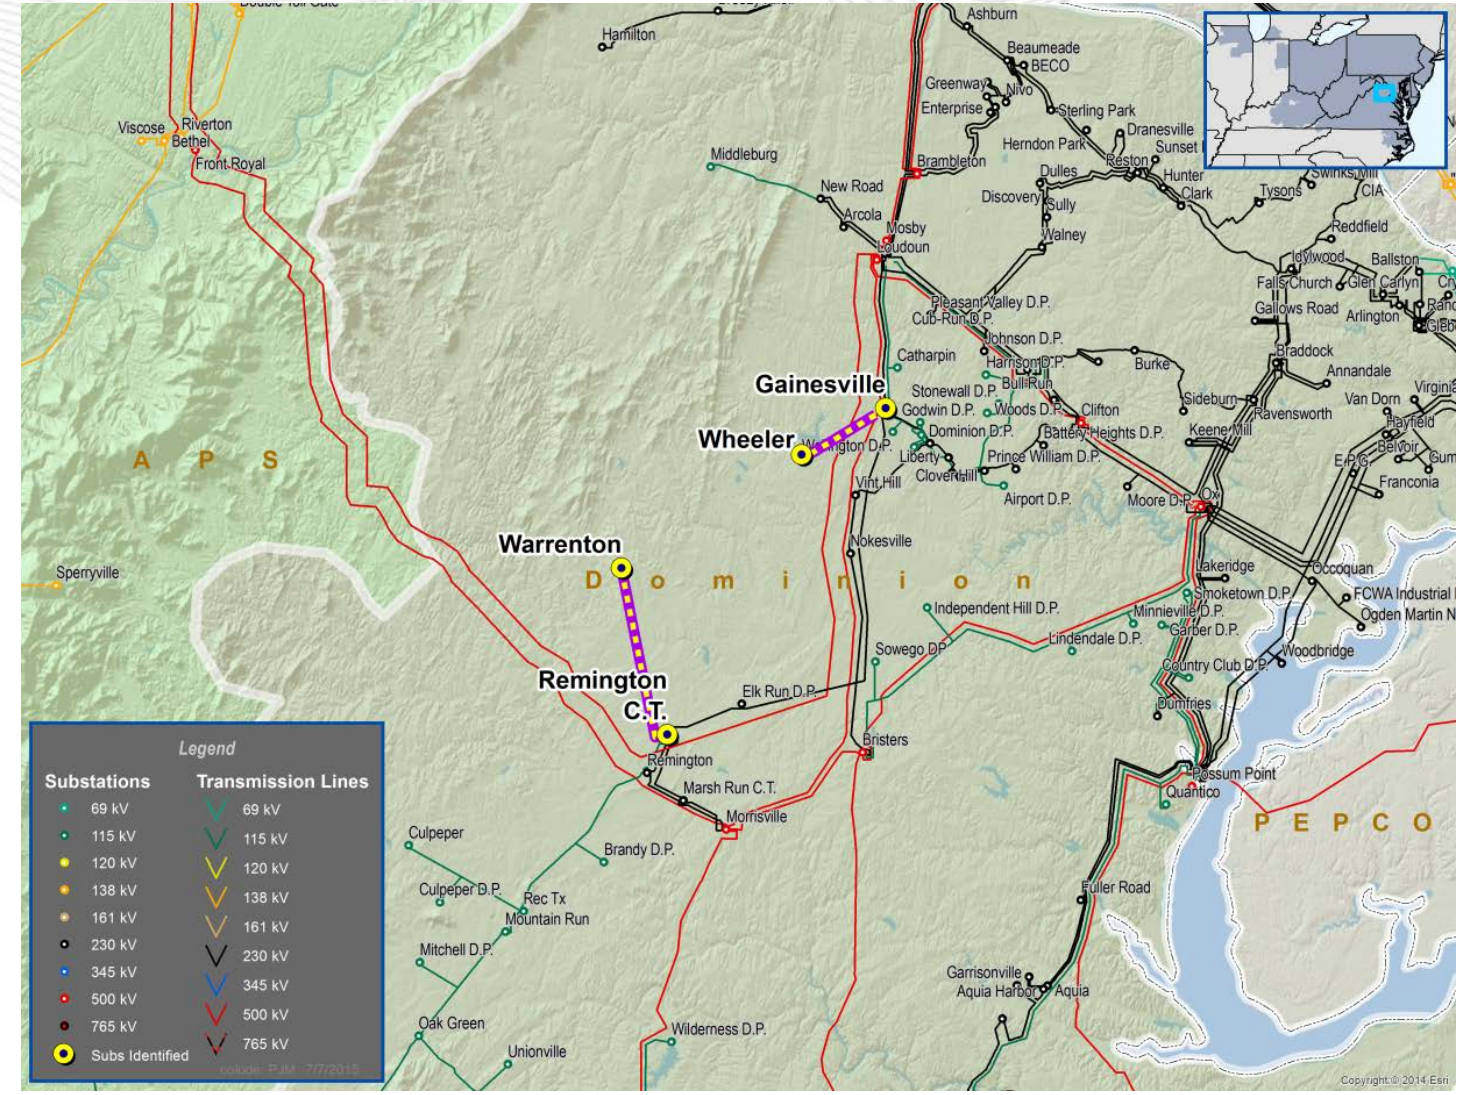 Double Toll Gate
Hamilton
Ashburn
Beaumeade
BECO
Greenway
Nivo
Enterprise
Sterling Park
Viscose
Riverton
Bethel
Front Royal
Dranesville
Herndon Park
Sunset
Middleburg
Brambleton
Reston
Dulles
Hunter
Swinks Mill
New Road
Discovery
Clark
Tysons
CIA
Arcola
Sully
Mosby
Walney
Reddfield
Loudoun
Idylwood
Ballston
Falls Church
Glen Carlyn
Pleasant Valley D.P.
Cub-Run D.P.
Gallows Road
Arlington
Johnson D.P.
Catharpin
Harrison D.P.
Burke
Braddock
Annandale
Gainesville
Stonewall D.P.
Bull Run
Sideburn
Van Dorn
Virginia
Godwin D.P.
Woods D.P.
Clifton
Ravensworth
Hayfield
Wheeler
Dominion D.P.
Battery Heights D.P.
Keene Mill
Belvoir
A P S
Liberty
Prince William D.P.
E.P.G.
Gum
Clover Hill
Vint Hill
Airport D.P.
Moore D.P.
Ox
Franconia
Warrenton
Nokesville
Sperryville
D o m i n i o n
Lakeridge
Occoquan
Smoketown D.P.
FCWA Industrial
Independent Hill D.P.
Minnieville D.P.
Ogden Martin
Lindendale D.P.
Garber D.P.
Sowego DP
Woodbridge
Country Club D.P.
Remington
C.T.
Elk Run D.P.
Dumfries
Bristers
Remington
Possum Point
Marsh Run C.T.
Quantico
Morrisville
P E P C O
Culpeper
Brandy D.P.
Culpeper D.P.
Rec Tx
Fuller Road
Mountain Run
Mitchell D.P.
Garrisonville
Aquia Harbor
Aquia
Oak Green
Wilderness D.P.
Unionville
Legend
Substations
Transmission Lines
69 kV
69 kV
115 kV
115 kV
120 kV
120 kV
138 kV
138 kV
161 kV
161 kV
230 kV
230 kV
345 kV
345 kV
500 kV
500 kV
765 kV
765 kV
Subs Identified
Copyright:© 2014 Esri